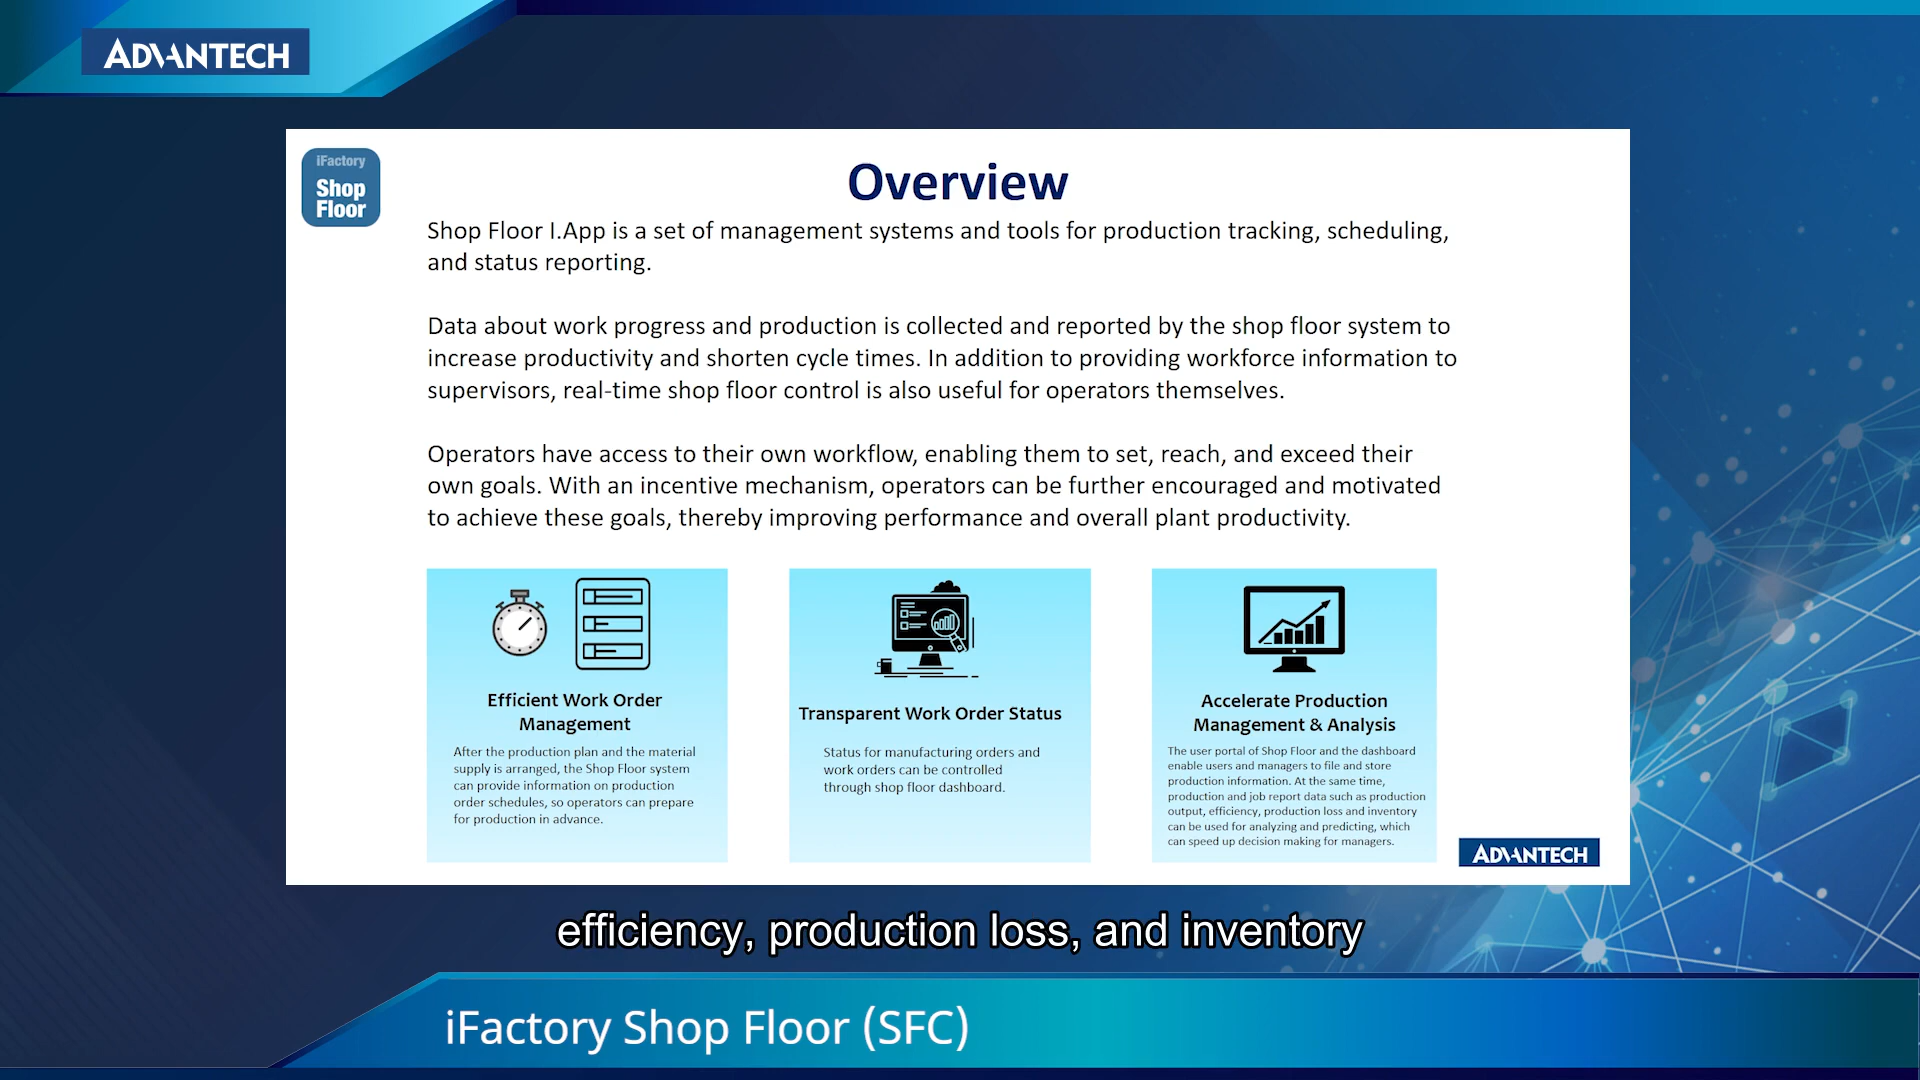 ADVANTECH
iFactory
Shop
Floor
Overview
Shop Floor I.App is a set of management systems and tools for production tracking, scheduling,
and status reporting.
Data about work progress and production is collected and reported by the shop floor system to
increase productivity and shorten cycle times. In addition to providing workforce information to
supervisors, real-time shop floor control is also useful for operators themselves.
Operators have access to their own workflow, enabling them to set, reach, and exceed their
own goals. With an incentive mechanism, operators can be further encouraged and motivated
to achieve these goals, thereby improving performance and overall plant productivity.
Efficient Work Order
Management
After the production plan and the material
supply is arranged, the Shop Floor system
can provide information on production
order schedules, so operators can prepare
for production in advance.
Transparent Work Order Status
Status for manufacturing orders and
work orders can be controlled
through shop floor dashboard.
Accelerate Production
Management & Analysis
The user portal of Shop Floor and the dashboard
enable users and managers to file and store
production information. At the same time,
production and job report data such as production
output, efficiency, production loss and inventory
can be used for analyzing and predicting, which
can speed up decision making for managers.
ADVANTECH
efficiency, production loss, and inventory
iFactory Shop Floor (SFC)